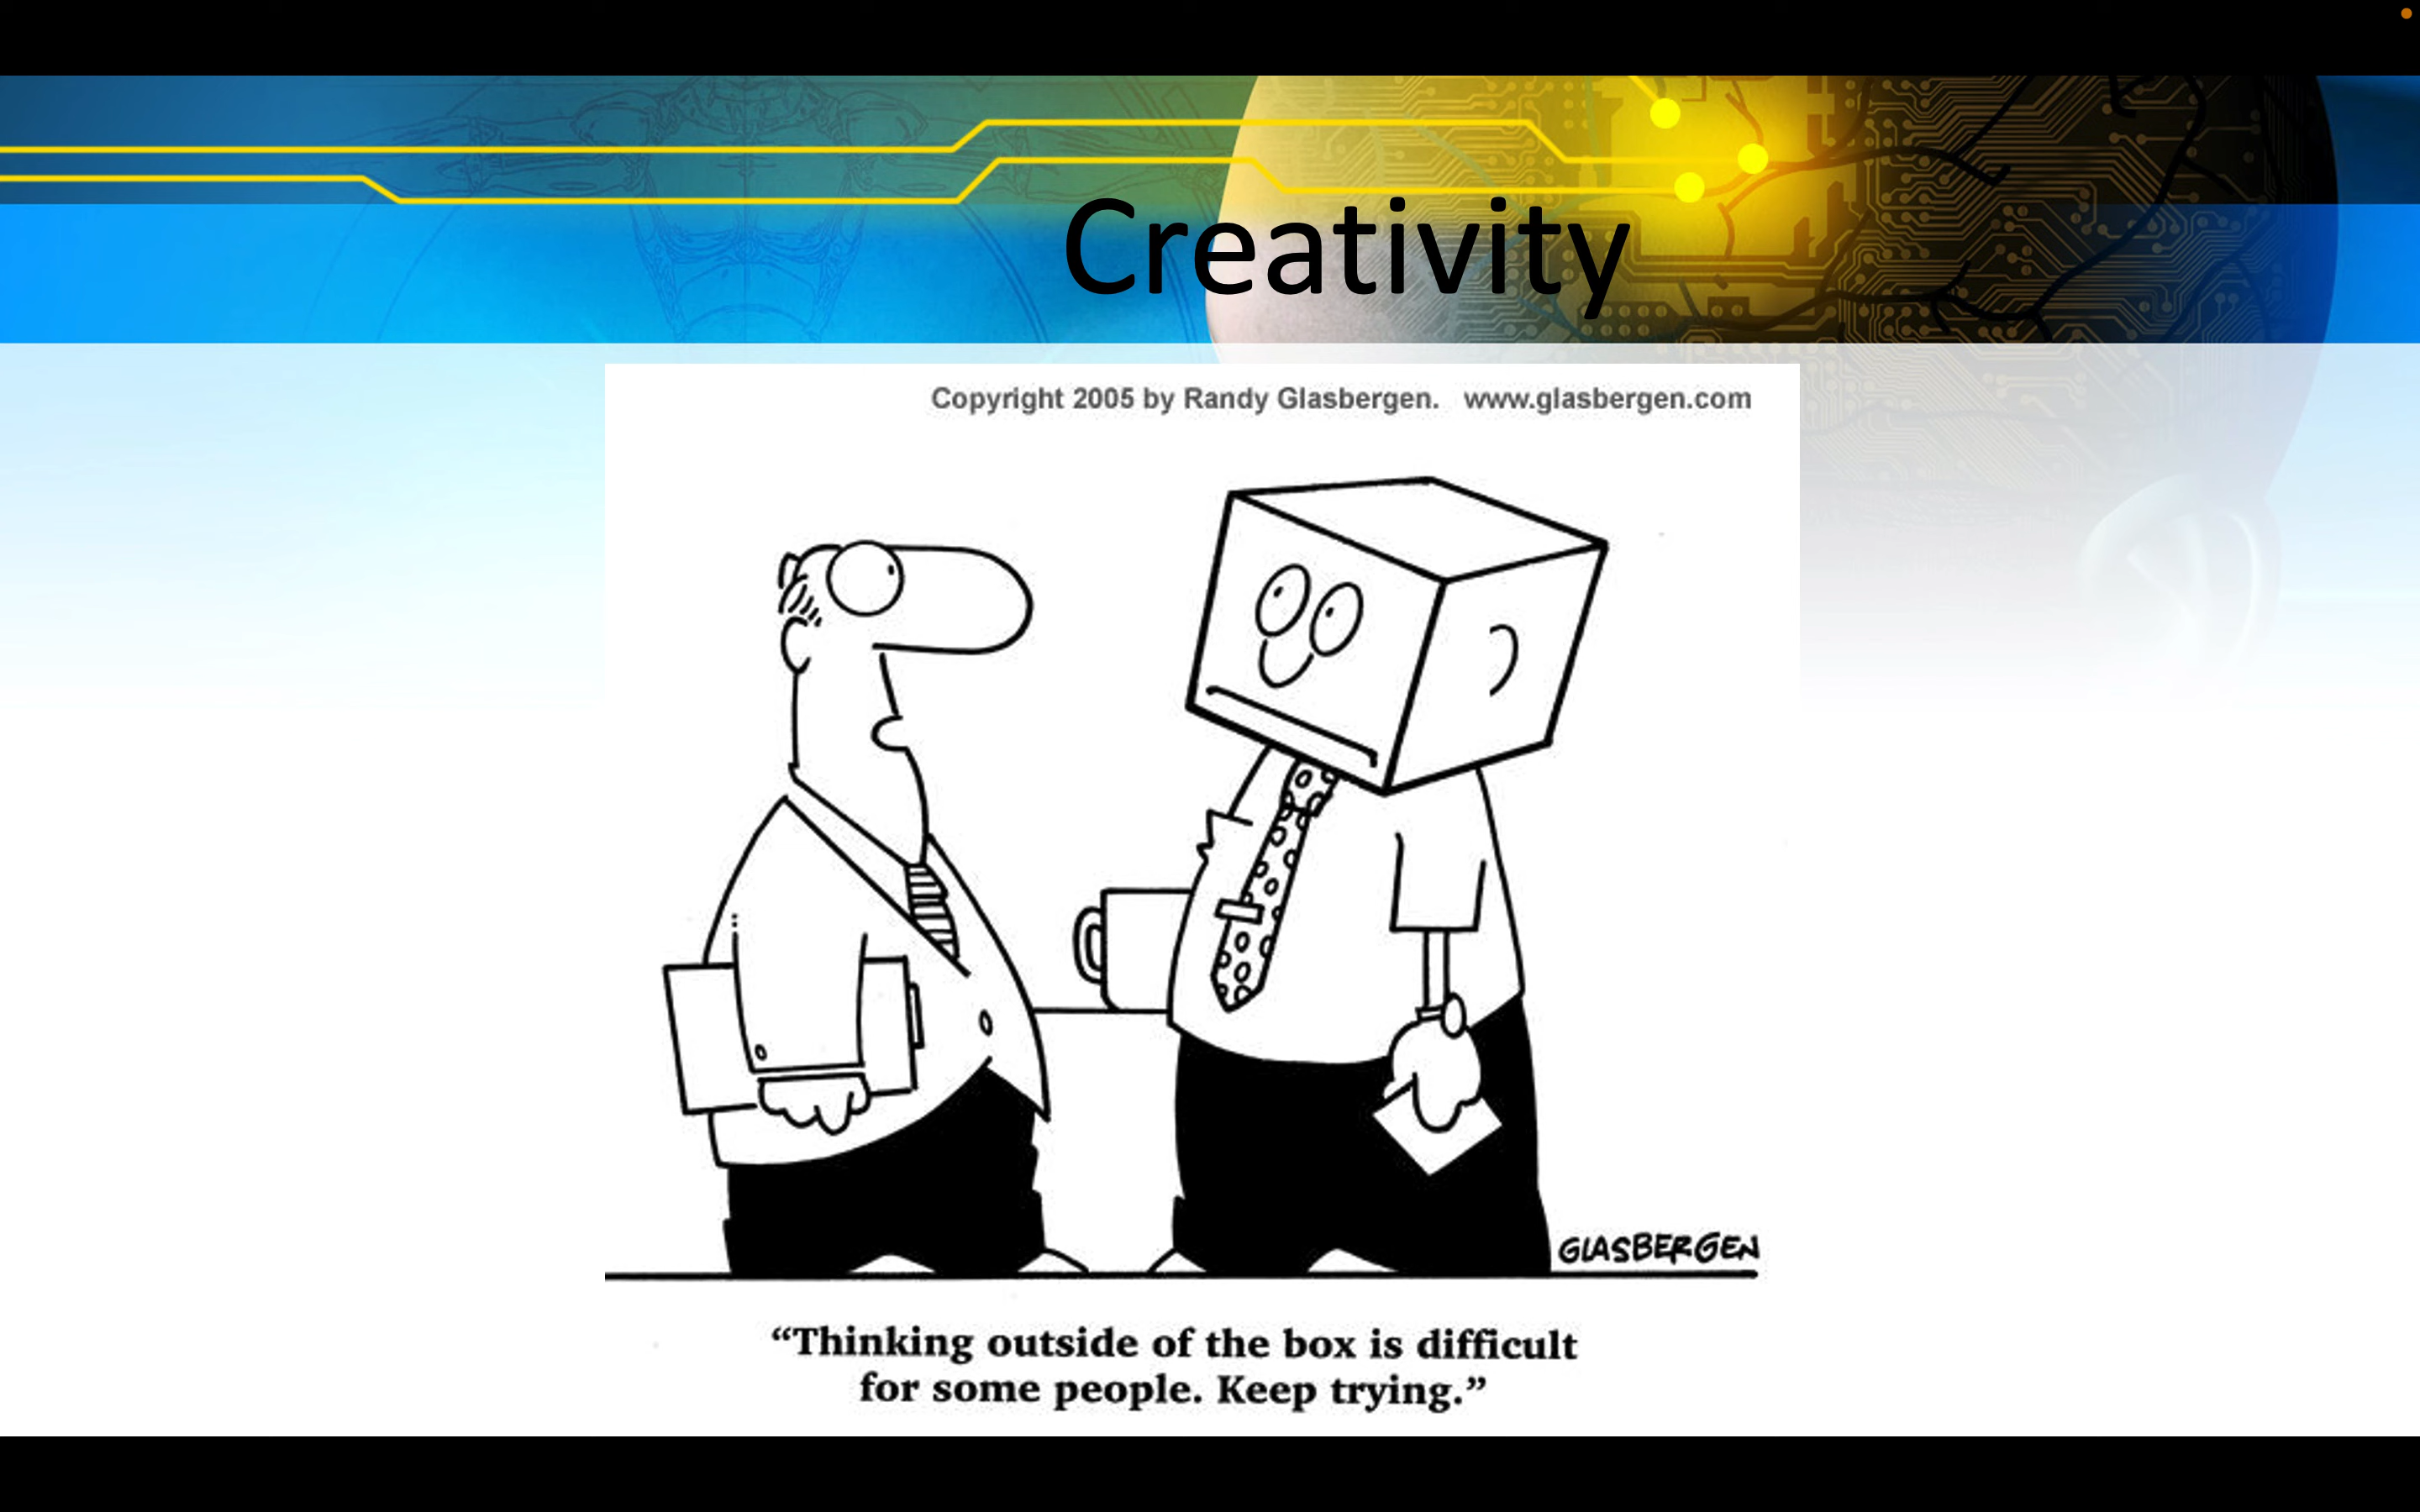 Creativity
Copyright 2005 by Randy Glasbergen. www.glasbergen.com
GLASBERGEN
“Thinking outside of the box is difficult
for some people. Keep trying.”